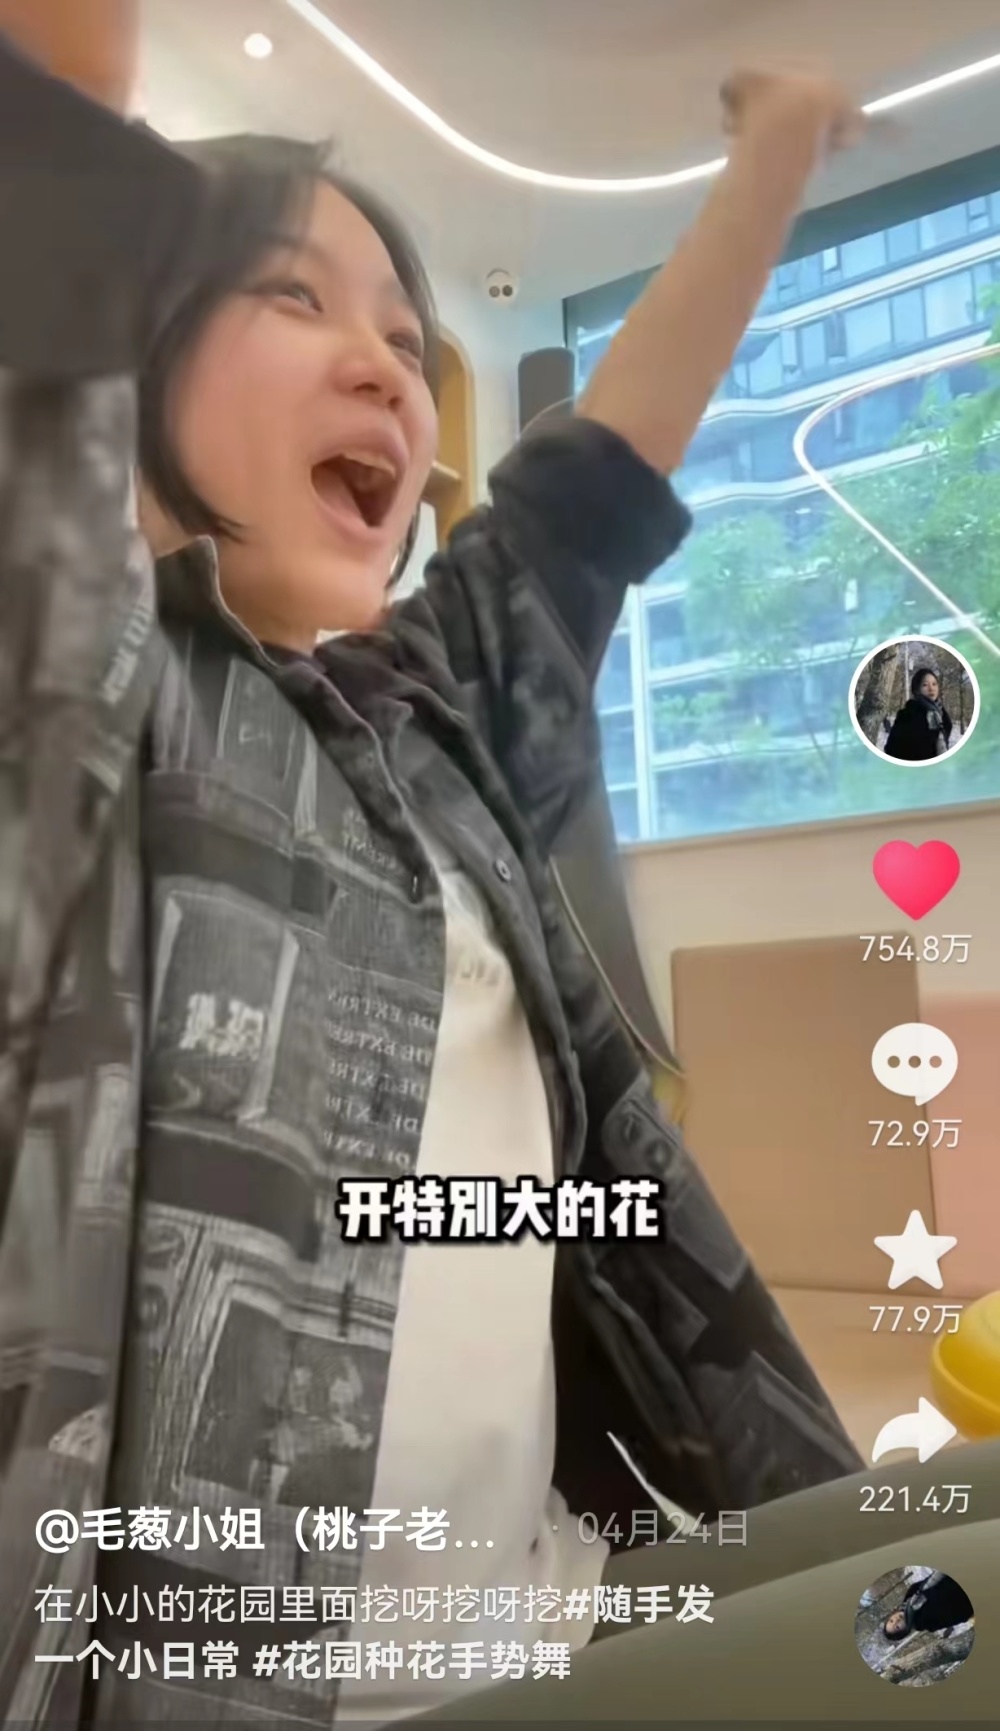 754.8万
72.9万
开特别大的花
77.9万
221.4万
@毛葱小姐（桃子老... · 04月24日
在小小的花园里面挖呀挖呀挖#随手发
一个小日常 #花园种花手势舞